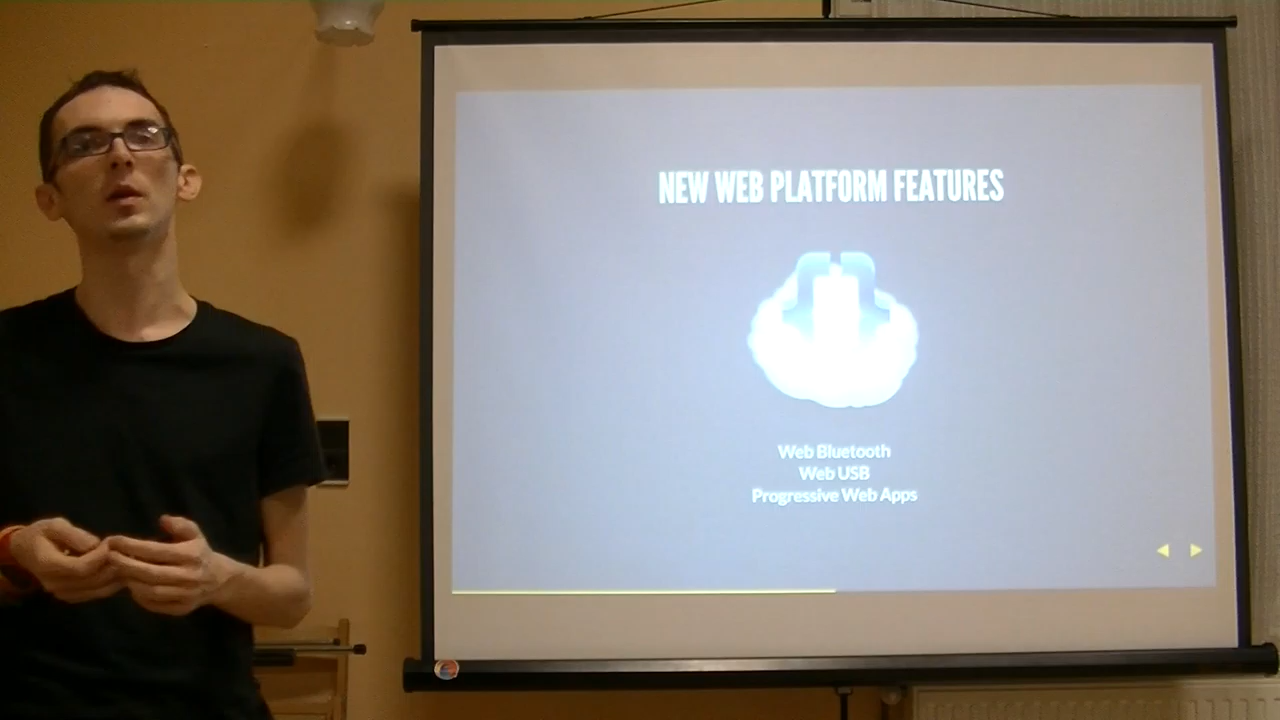 NEW WEB PLATFORM FEATURES
Web Bluetooth
Web USB
Progressive Web Apps